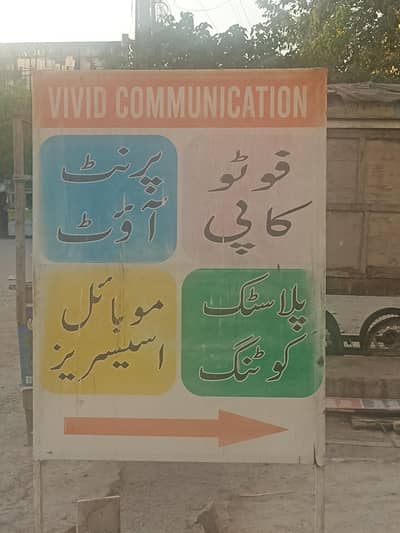 VIVID COMMUNICATION
فوٹو
کاپی
پرنٹ
آؤٹ
پلاسٹک
کوٹنگ
موبائل
اسیسریز